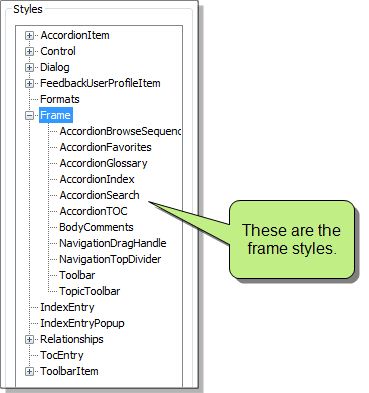 Styles
AccordionItem
Control
Dialog
FeedbackUserProfileItem
Formats
Frame
AccordionBrowseSequenc
AccordionFavorites
AccordionGlossary
AccordionIndex
AccordionSearch
AccordionTOC
BodyComments
NavigationDragHandle
NavigationTopDivider
Toolbar
TopicToolbar
IndexEntry
IndexEntryPopup
Relationships
TocEntry
ToolbarItem
These are the
frame styles.